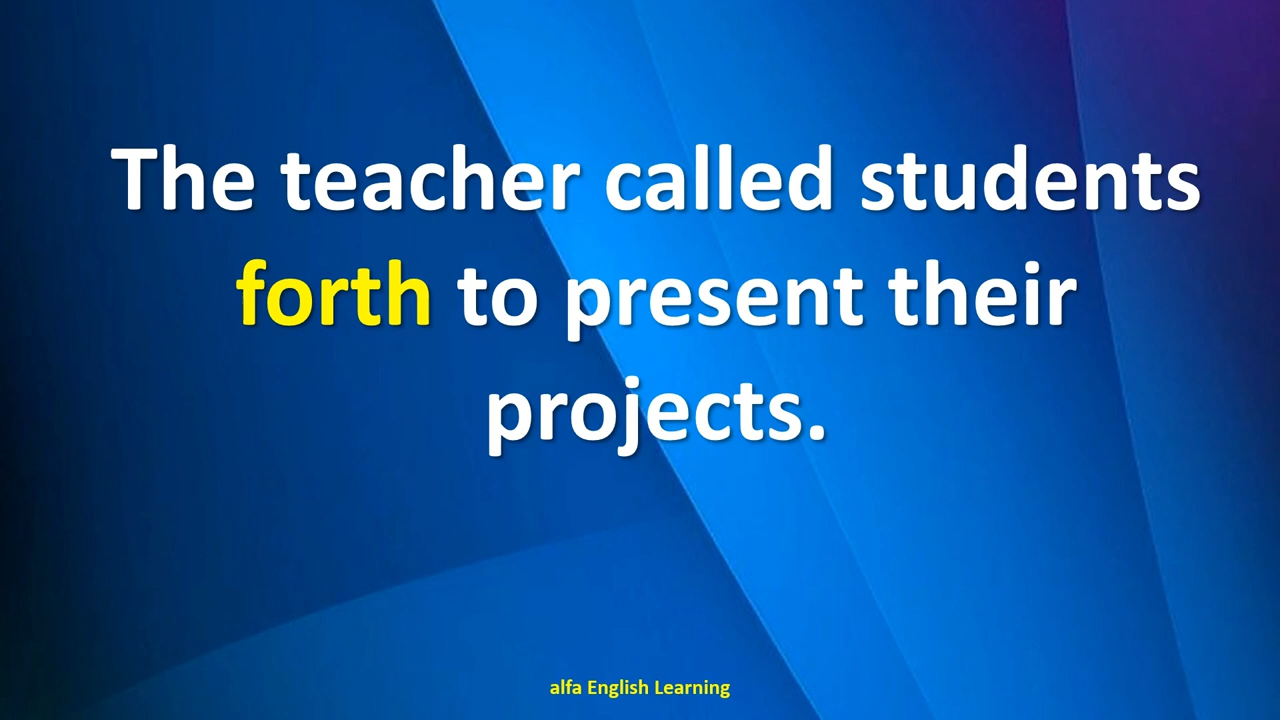 The teacher called students
forth to present their
projects.
alfa English Learning